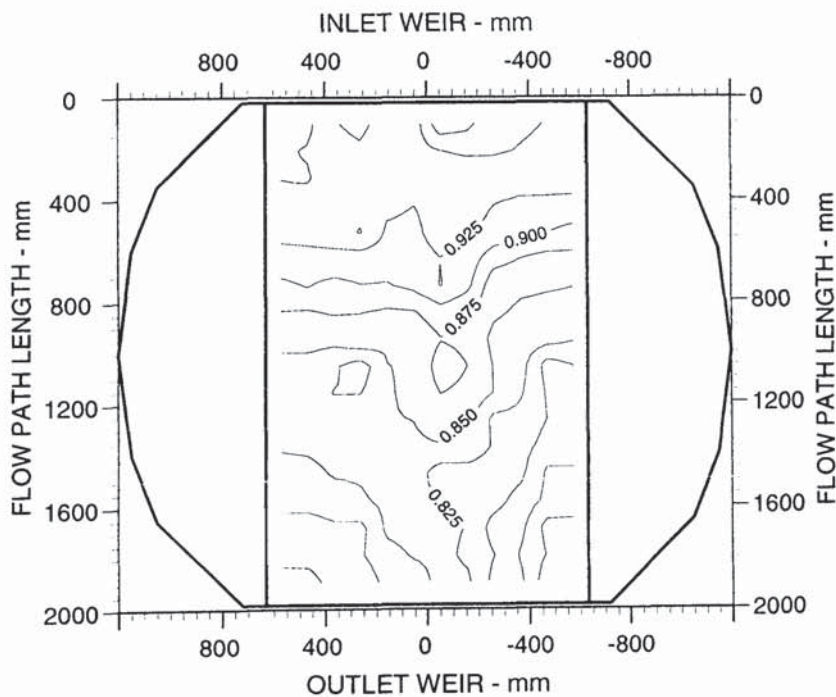 INLET WEIR - mm
800 400 0 -400 -800
0 0
400 400
800 800
1200 1200
1600 1600
2000 2000
FLOW PATH LENGTH - mm
FLOW PATH LENGTH - mm
0.925
0.900
0.875
0.850
0.825
800 400 0 -400 -800
OUTLET WEIR - mm